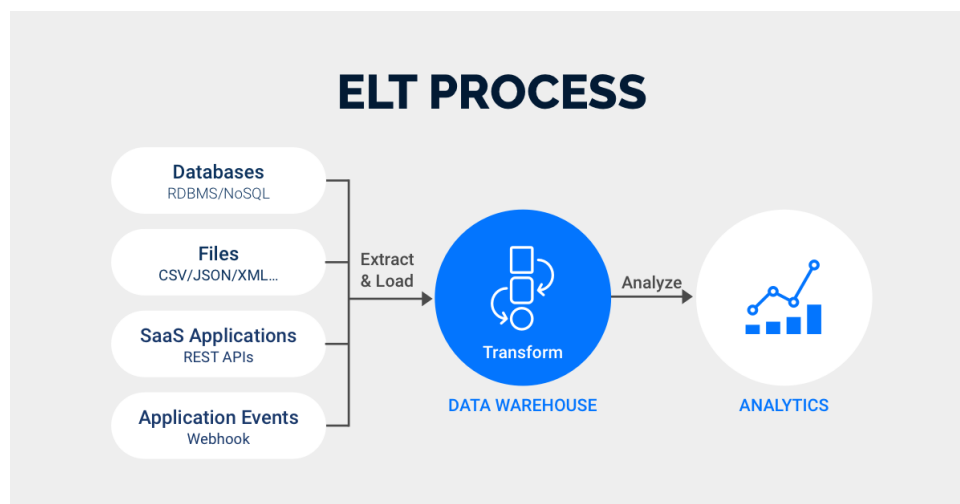 ELT PROCESS
Databases
RDBMS/NoSQL
Files
CSV/JSON/XML...
SaaS Applications
REST APIs
Application Events
Webhook
Extract
& Load
Transform
DATA WAREHOUSE
Analyze
ANALYTICS